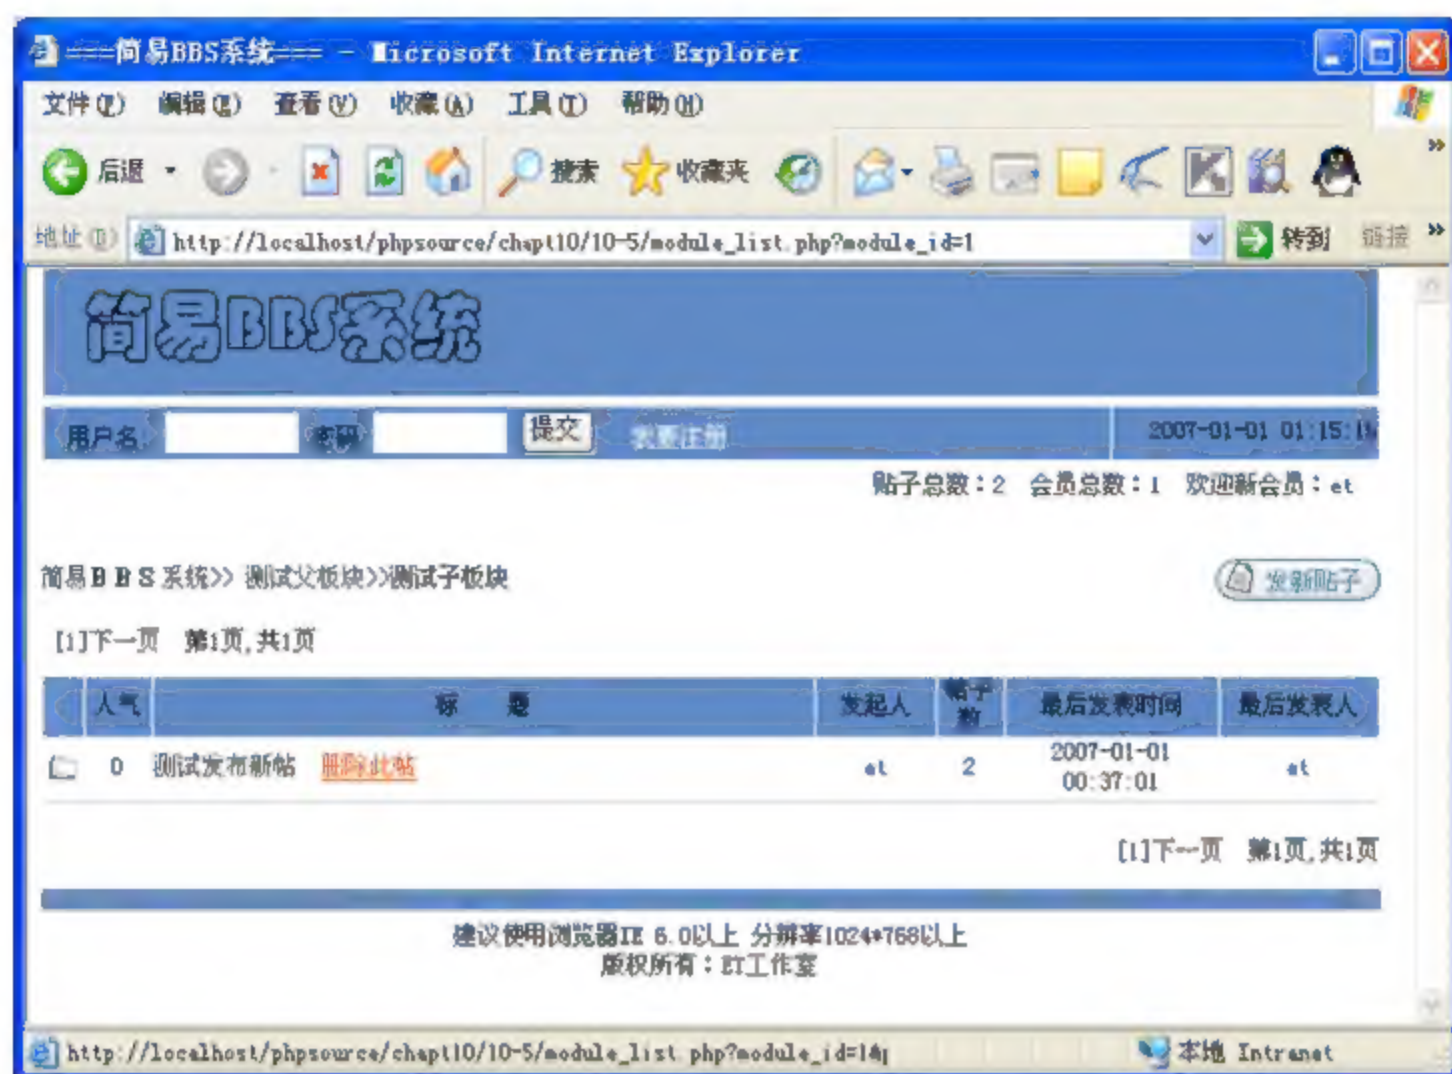 ===简易BBS系统=== - Microsoft Internet Explorer
文件(F) 编辑(E) 查看(V) 收藏(A) 工具(T) 帮助(H)
后退 搜索 收藏夹
地址(D) http://localhost/phpsource/chapt10/10-5/module_list.php?module_id=1 转到 链接
简易BBS系统
用户名 密码 提交 我要注册 2007-01-01 01:15:1
贴子总数:2 会员总数:1 欢迎新会员:et
简易BBS系统>> 测试父板块>>测试子板块 发新贴子
[1]下一页 第1页,共1页
人气 标 题 发起人 帖子数 最后发表时间 最后发表人
0 测试发布新帖 删除此帖 et 2 2007-01-01 00:37:01 et
[1]下一页 第1页,共1页
建议使用浏览器IE 6.0以上 分辨率1024*768以上
版权所有:ET工作室
http://localhost/phpsource/chapt10/10-5/module_list.php?module_id=1& 本地 Intranet